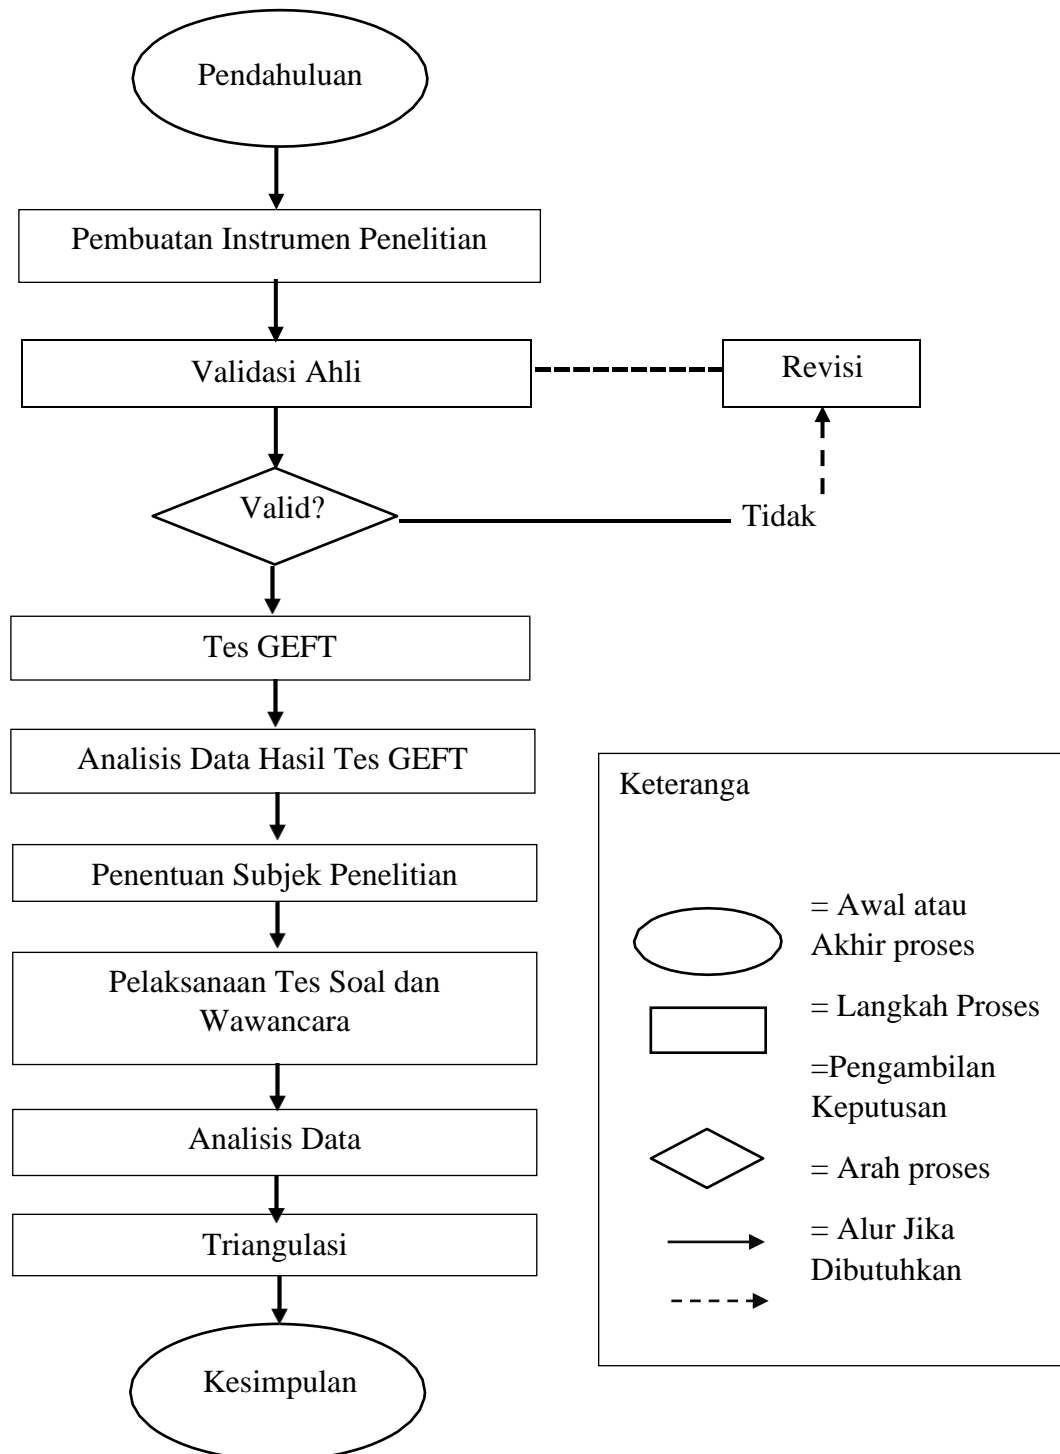 Pendahuluan
Pembuatan Instrumen Penelitian
Validasi Ahli
Revisi
Valid?
Tidak
Tes GEFT
Analisis Data Hasil Tes GEFT
Penentuan Subjek Penelitian
Pelaksanaan Tes Soal dan
Wawancara
Analisis Data
Triangulasi
Kesimpulan
Keteranga
= Awal atau
Akhir proses
= Langkah Proses
=Pengambilan
Keputusan
= Arah proses
= Alur Jika
Dibutuhkan